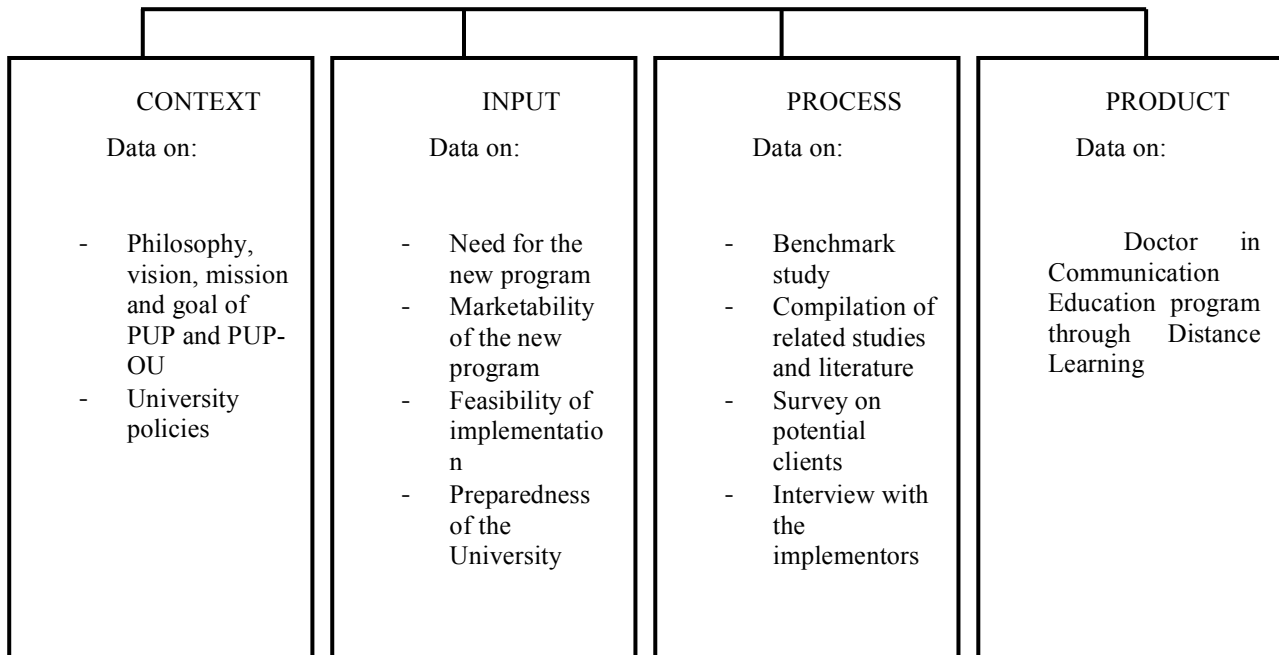 CONTEXT
Data on:
- Philosophy,
vision, mission
and goal of
PUP and PUP-
OU
- University
policies
INPUT
Data on:
- Need for the
new program
- Marketability
of the new
program
- Feasibility of
implementatio
n
- Preparedness
of the
University
PROCESS
Data on:
- Benchmark
study
- Compilation of
related studies
and literature
- Survey on
potential
clients
- Interview with
the
implementors
PRODUCT
Data on:
Doctor in
Communication
Education program
through Distance
Learning